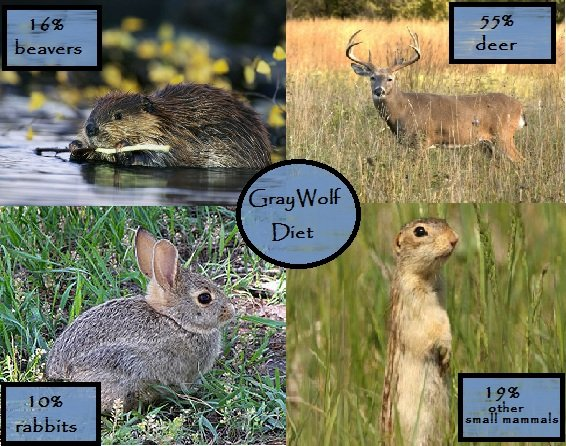 16%
beavers
55%
deer
GrayWolf
Diet
10%
rabbits
19%
other
small mammals